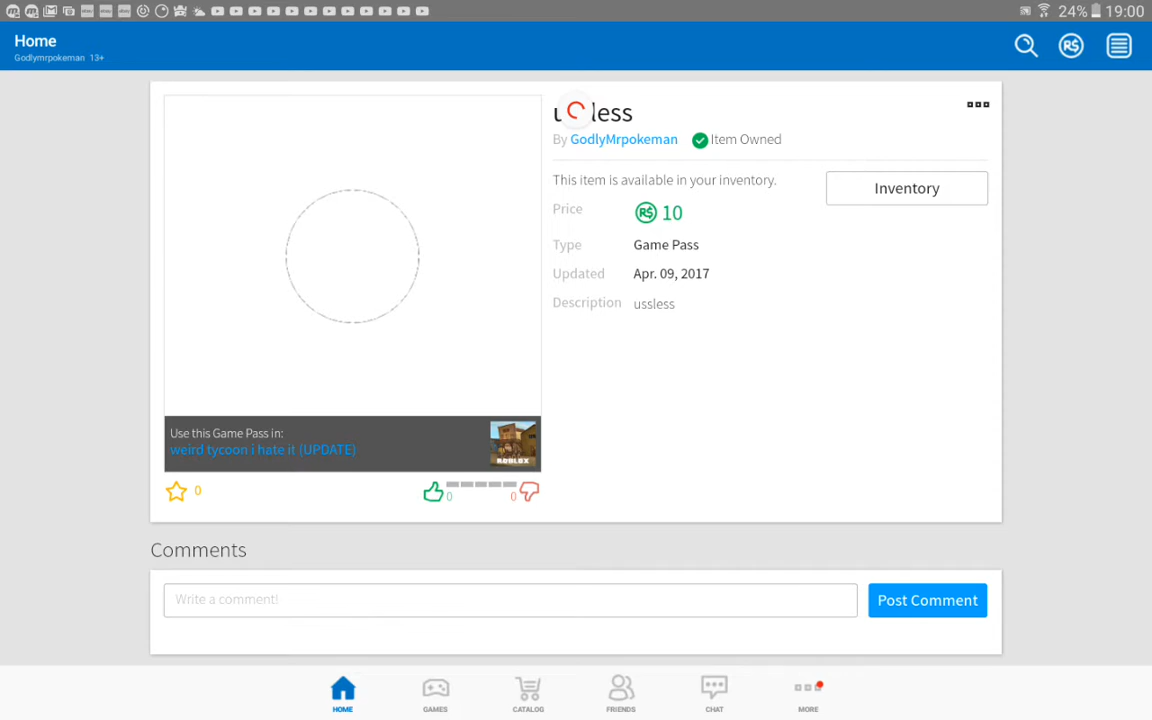 24% 19:00
Home
Godlymrpokeman 13+
By GodlyMrpokeman Item Owned
This item is available in your inventory.
Inventory
Price R$ 10
Type Game Pass
Updated Apr. 09, 2017
Description ussless
Use this Game Pass in:
weird tycoon i hate it (UPDATE)
ROBLOX
0 0 0
Comments
Write a comment!
Post Comment
HOME GAMES CATALOG FRIENDS CHAT MORE